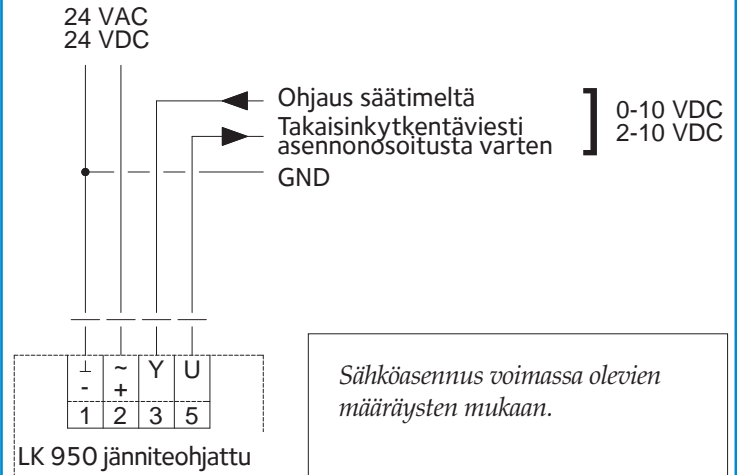 24 VAC
24 VDC
Ohjaus säätimeltä
Takaisinkytkentäviesti
asennonosoitusta varten
] 0-10 VDC
2-10 VDC
GND
⊥ ~ Y U
- +
1 2 3 5
LK 950 jänniteohjattu
Sähköasennus voimassa olevien
määräysten mukaan.